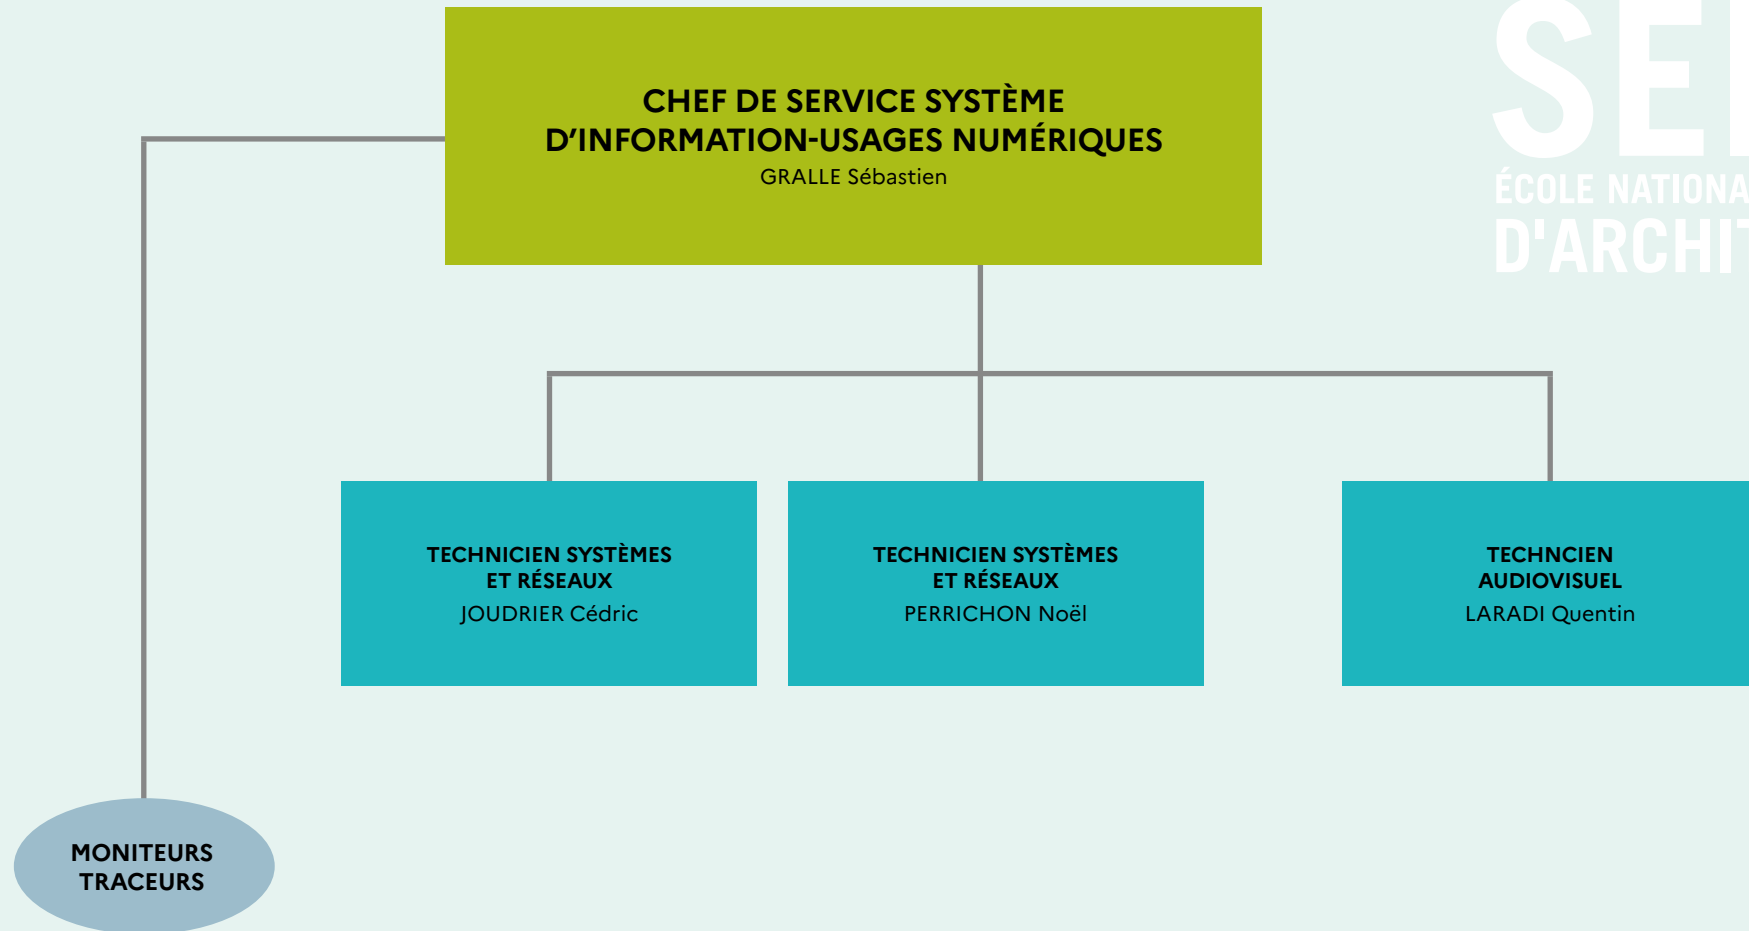 CHEF DE SERVICE SYSTÈME
D’INFORMATION-USAGES NUMÉRIQUES
GRALLE Sébastien
ÉCOLE NATIONA
D'ARCHIT
TECHNICIEN SYSTÈMES
ET RÉSEAUX
JOUDRIER Cédric
TECHNICIEN SYSTÈMES
ET RÉSEAUX
PERRICHON Noël
TECHNCIEN
AUDIOVISUEL
LARADI Quentin
MONITEURS
TRACEURS